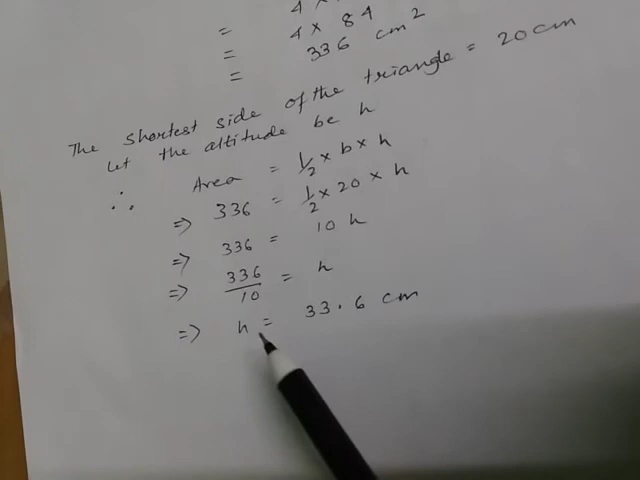 = 4 ×
= 4 × 84
= 336 cm²
The shortest side of the triangle = 20 cm
Let the altitude be h
∴ Area = 1/2 × b × h
⇒ 336 = 1/2 × 20 × h
⇒ 336 = 10 h
⇒ 336/10 = h
⇒ h = 33.6 cm